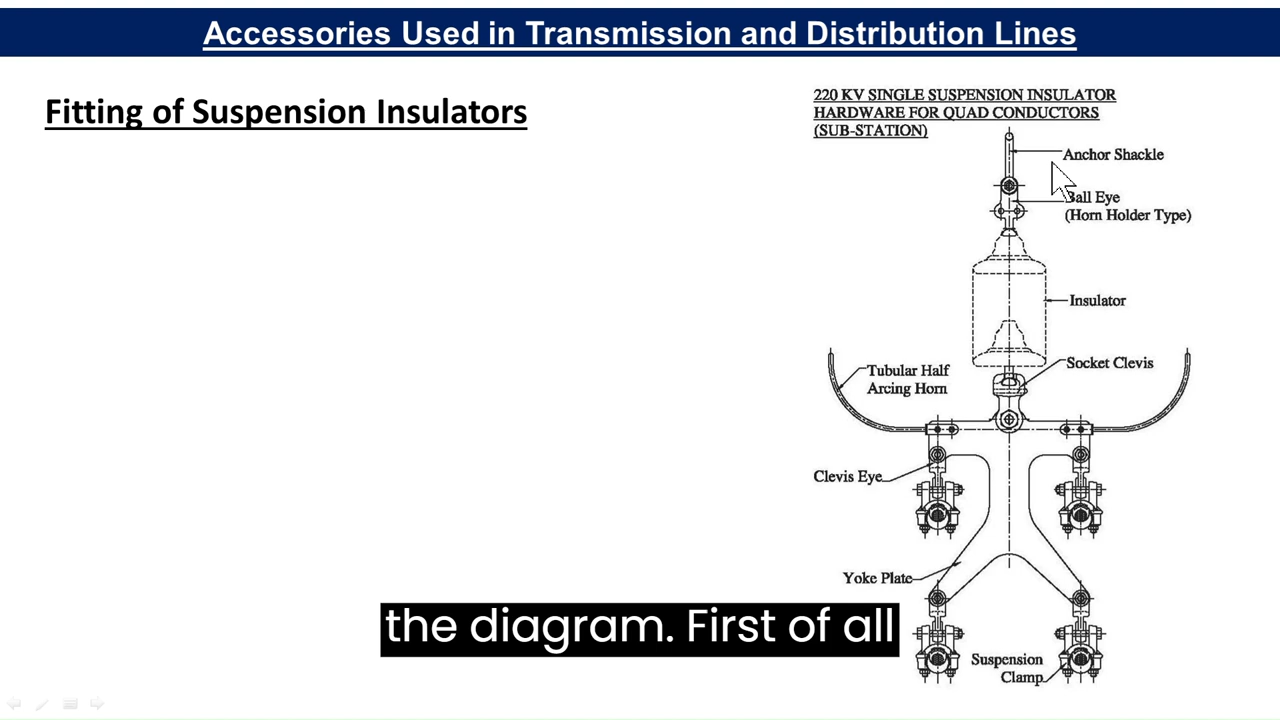 Accessories Used in Transmission and Distribution Lines
Fitting of Suspension Insulators
220 KV SINGLE SUSPENSION INSULATOR
HARDWARE FOR QUAD CONDUCTORS
(SUB-STATION)
Anchor Shackle
Ball Eye
(Horn Holder Type)
Insulator
Socket Clevis
Tubular Half
Arcing Horn
Clevis Eye
Yoke Plate
Suspension
Clamp
the diagram. First of all